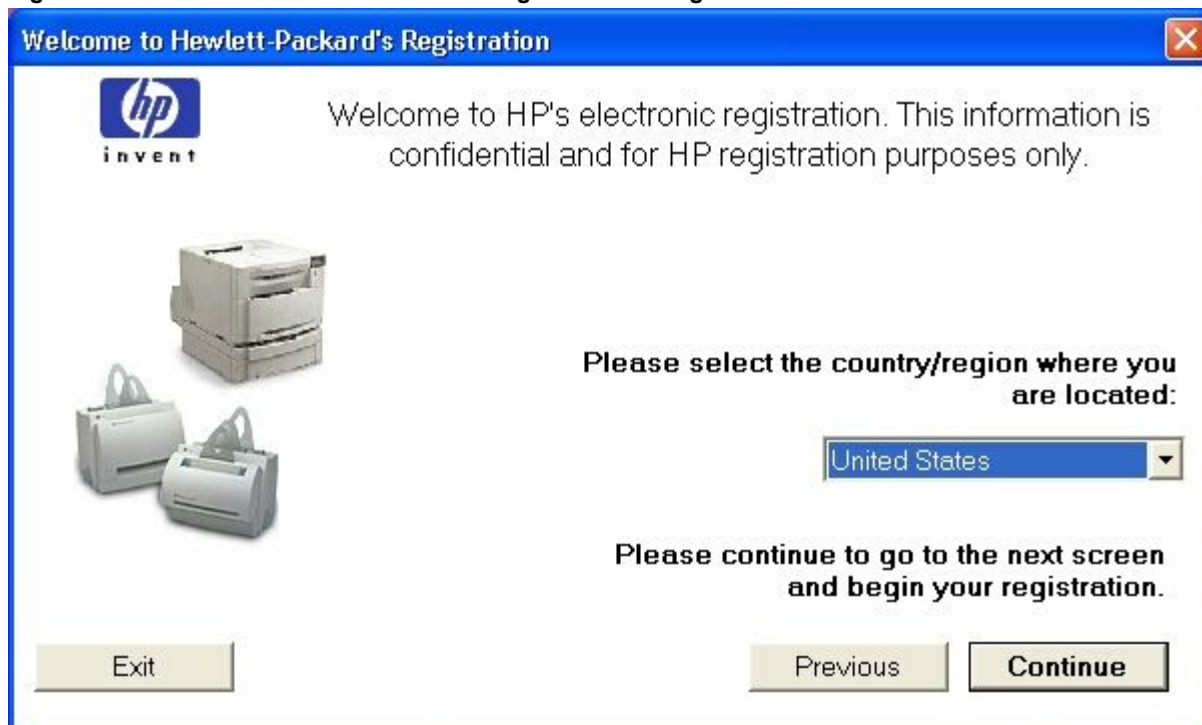 Welcome to Hewlett-Packard's Registration
hp
invent
Welcome to HP's electronic registration. This information is
confidential and for HP registration purposes only.
Please select the country/region where you
are located:
United States
Please continue to go to the next screen
and begin your registration.
Exit
Previous
Continue